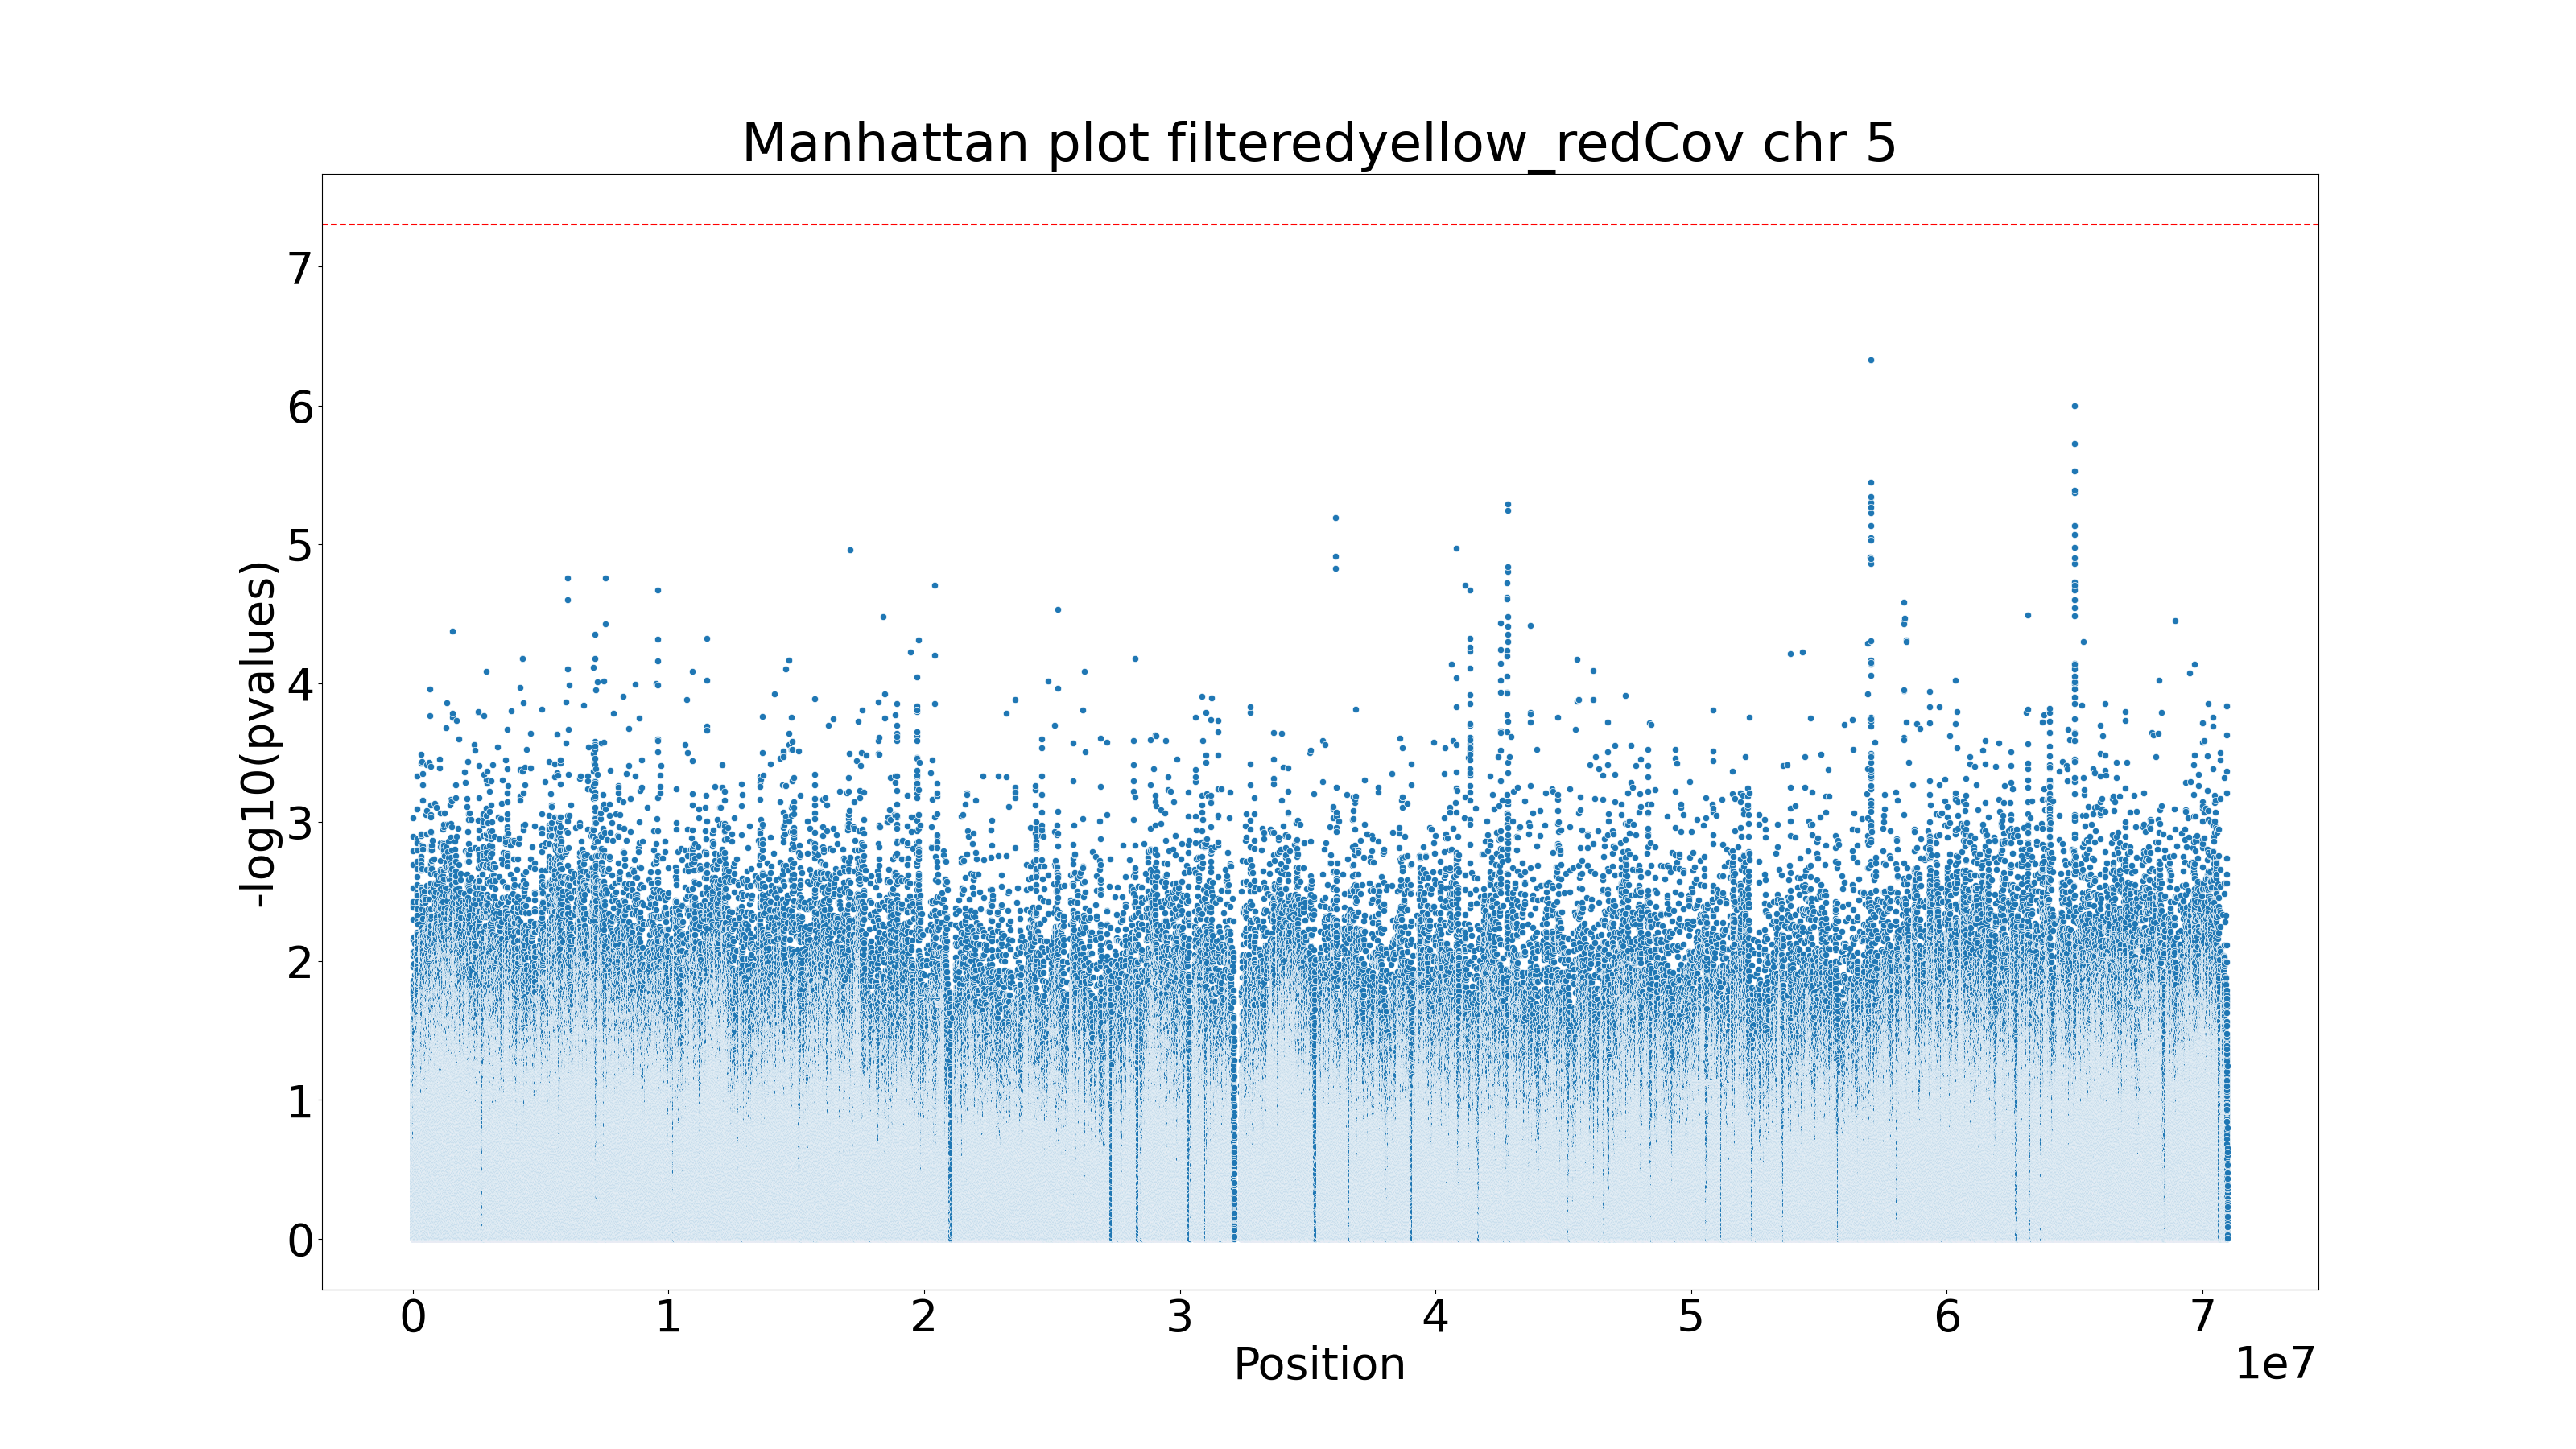 Manhattan plot filteredyellow_redCov chr 5
-log10(pvalues)
7
6
5
4
3
2
1
0
0 1 2 3 4 5 6 7
1e7
Position